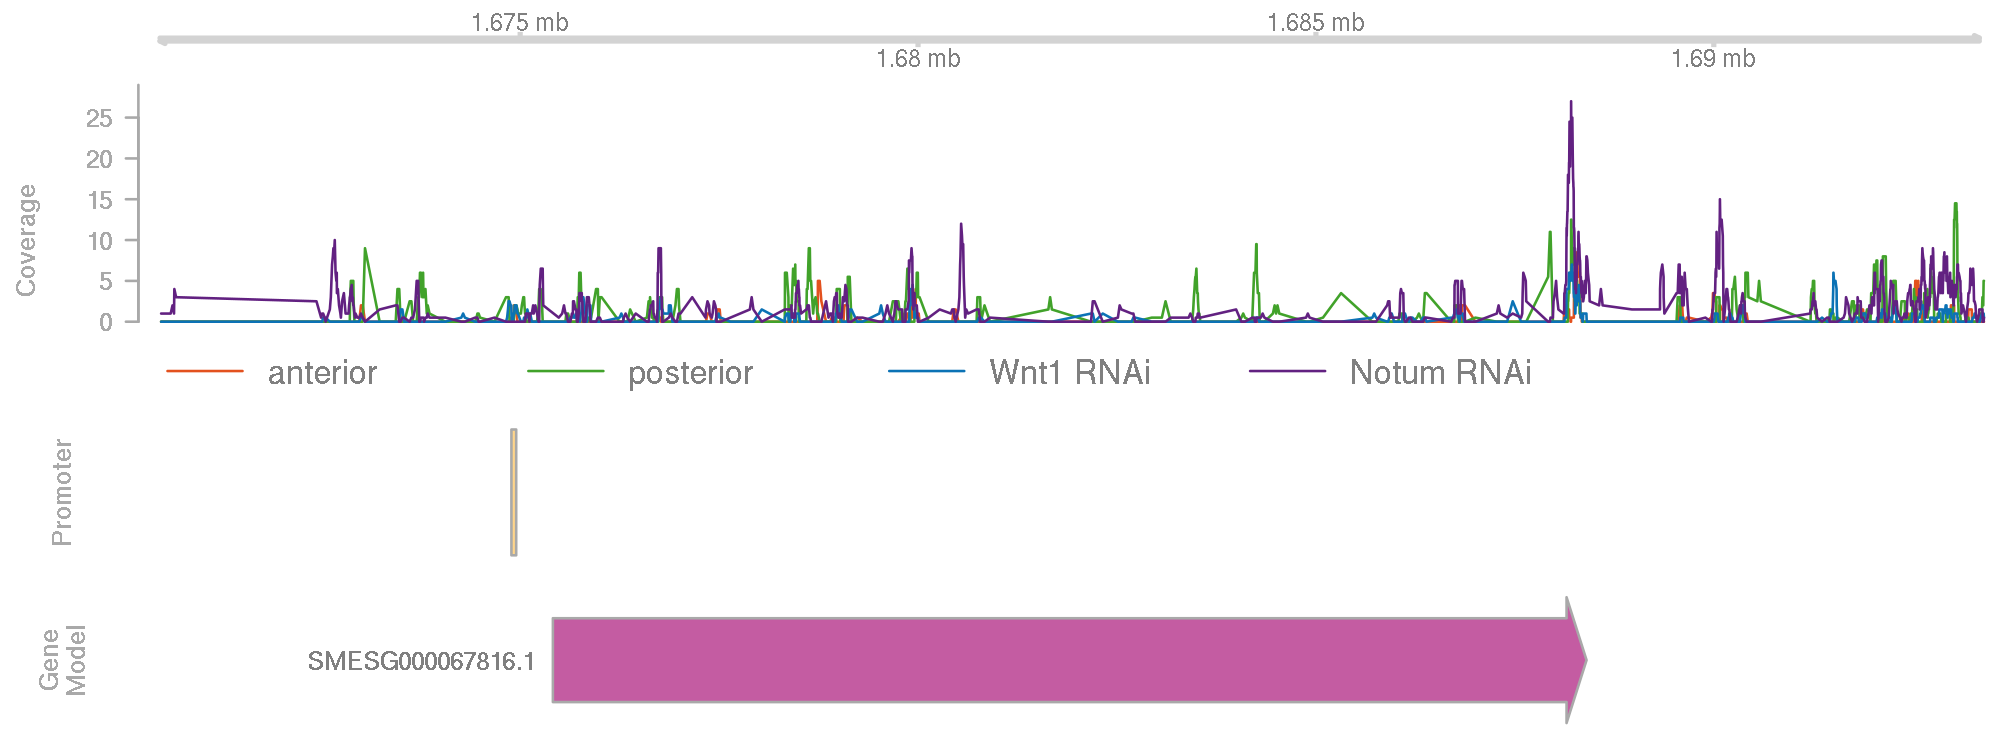 1.675 mb
1.685 mb
1.68 mb
1.69 mb
Coverage
25
20
15
10
5
0
anterior
posterior
Wnt1 RNAi
Notum RNAi
Promoter
Gene
Model
SMESG000067816.1